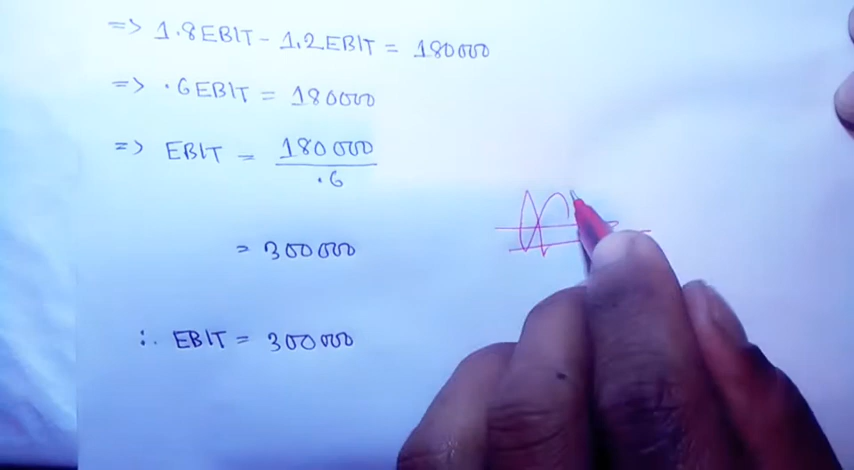 => 1.8EBIT - 1.2EBIT = 180000
=> .6EBIT = 180000
=> EBIT = 180000
.6
= 300000
∴ EBIT = 300000